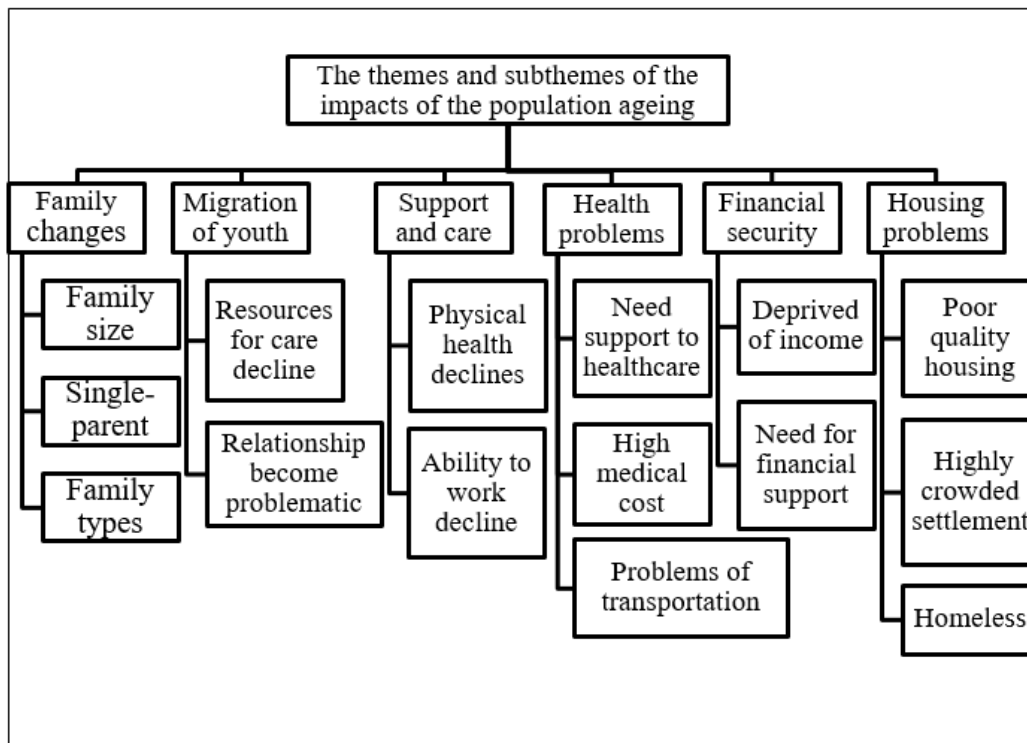 The themes and subthemes of the
impacts of the population ageing
Family
changes
Family
size
Single-
parent
Family
types
Migration
of youth
Resources
for care
decline
Relationship
become
problematic
Support
and care
Physical
health
declines
Ability to
work
decline
Health
problems
Need
support to
healthcare
High
medical
cost
Problems of
transportation
Financial
security
Deprived
of income
Need for
financial
support
Housing
problems
Poor
quality
housing
Highly
crowded
settlement
Homeless